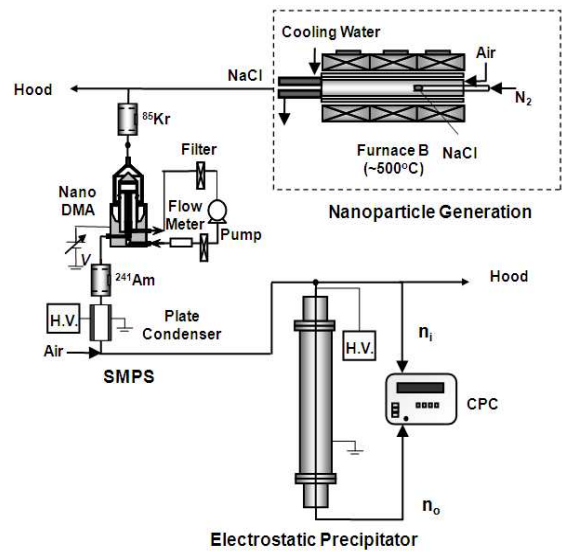 Cooling Water
Air
NaCl
Hood
N2
85Kr
Furnace B
(~500°C)
NaCl
Filter
Nano
DMA
Flow
Meter
Pump
Nanoparticle Generation
V
241Am
Hood
H.V.
Plate
Condenser
H.V.
ni
Air
SMPS
CPC
no
Electrostatic Precipitator